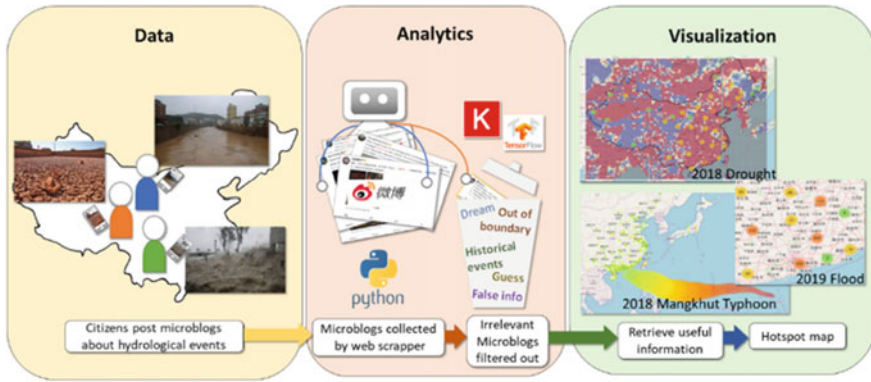 Data
Analytics
Visualization
K
TensorFlow
微博
Dream
Out of
boundary
Historical
events
Guess
False info
python
2018 Drought
2019 Flood
2018 Mangkhut Typhoon
Citizens post microblogs
about hydrological events
Microblogs collected
by web scrapper
Irrelevant
Microblogs
filtered out
Retrieve useful
information
Hotspot map